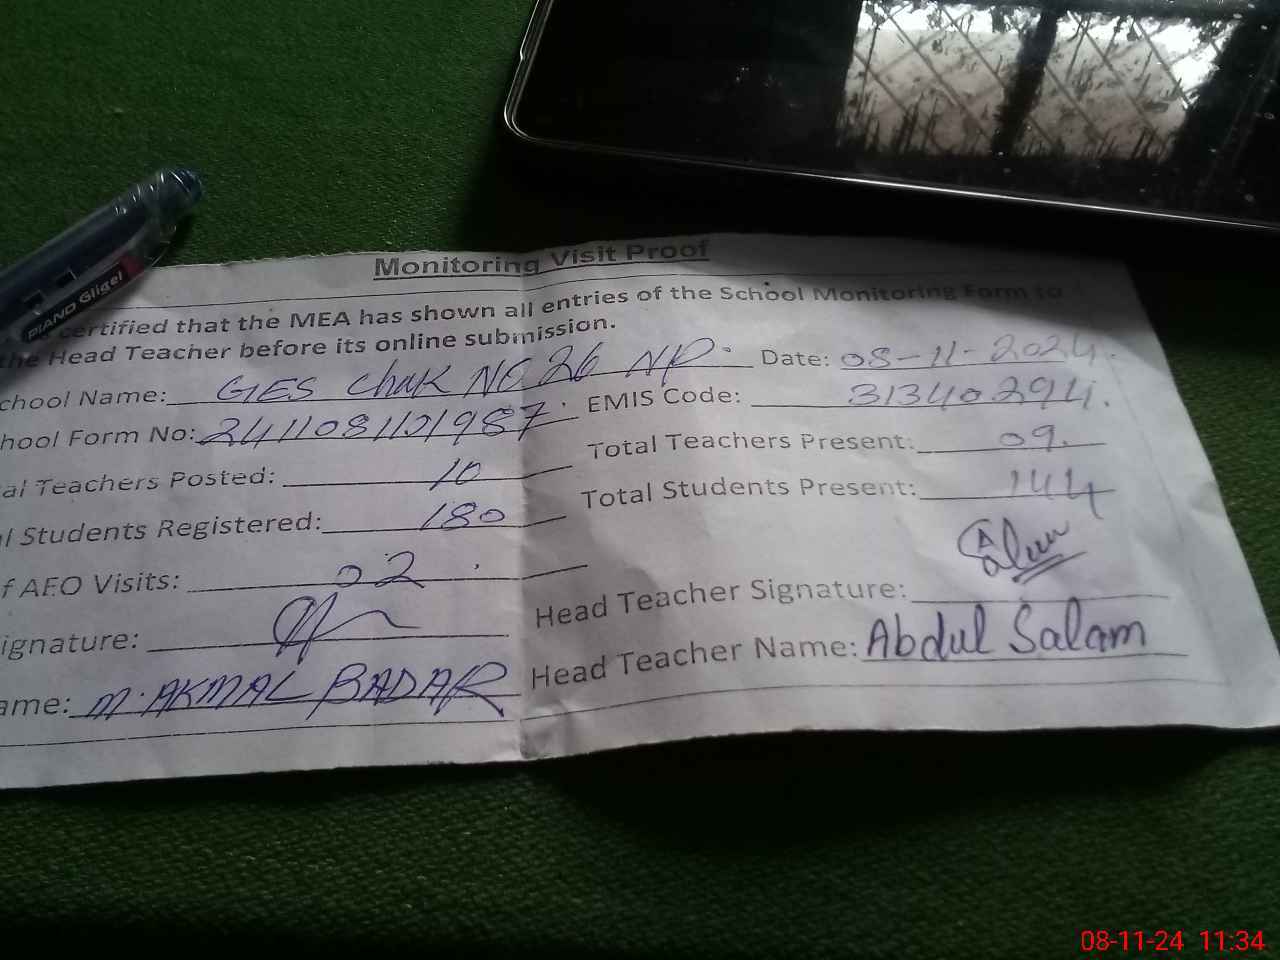 PIANO Gligel
Monitoring Visit Proof
certified that the MEA has shown all entries of the School Monitoring Form to
the Head Teacher before its online submission.
chool Name: GES Chak NO 26 NP. Date: 08-11-2024.
hool Form No: EMIS Code: 31340294.
al Teachers Posted: 10 Total Teachers Present: 09.
l Students Registered: 180 Total Students Present: 144
f AEO Visits: 02
ignature: Head Teacher Signature: Salam
ame: M. AKMAL BADAR Head Teacher Name: Abdul Salam
08-11-24 11:34